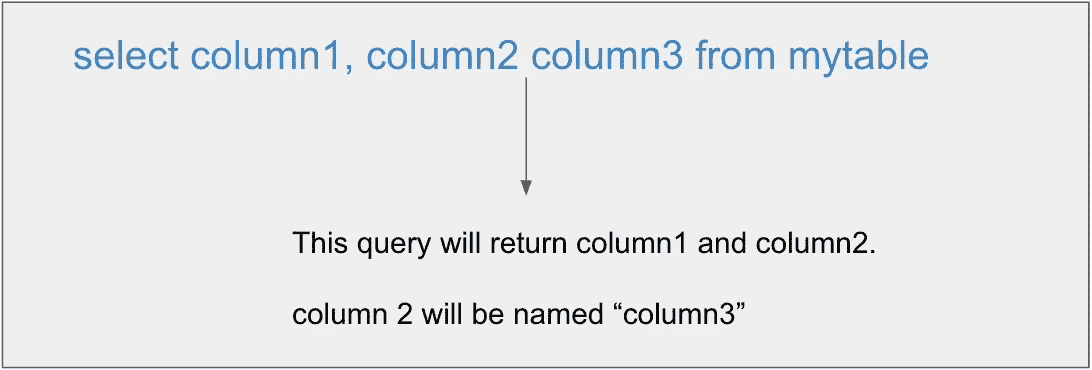 select column1, column2 column3 from mytable
This query will return column1 and column2.
column 2 will be named “column3”